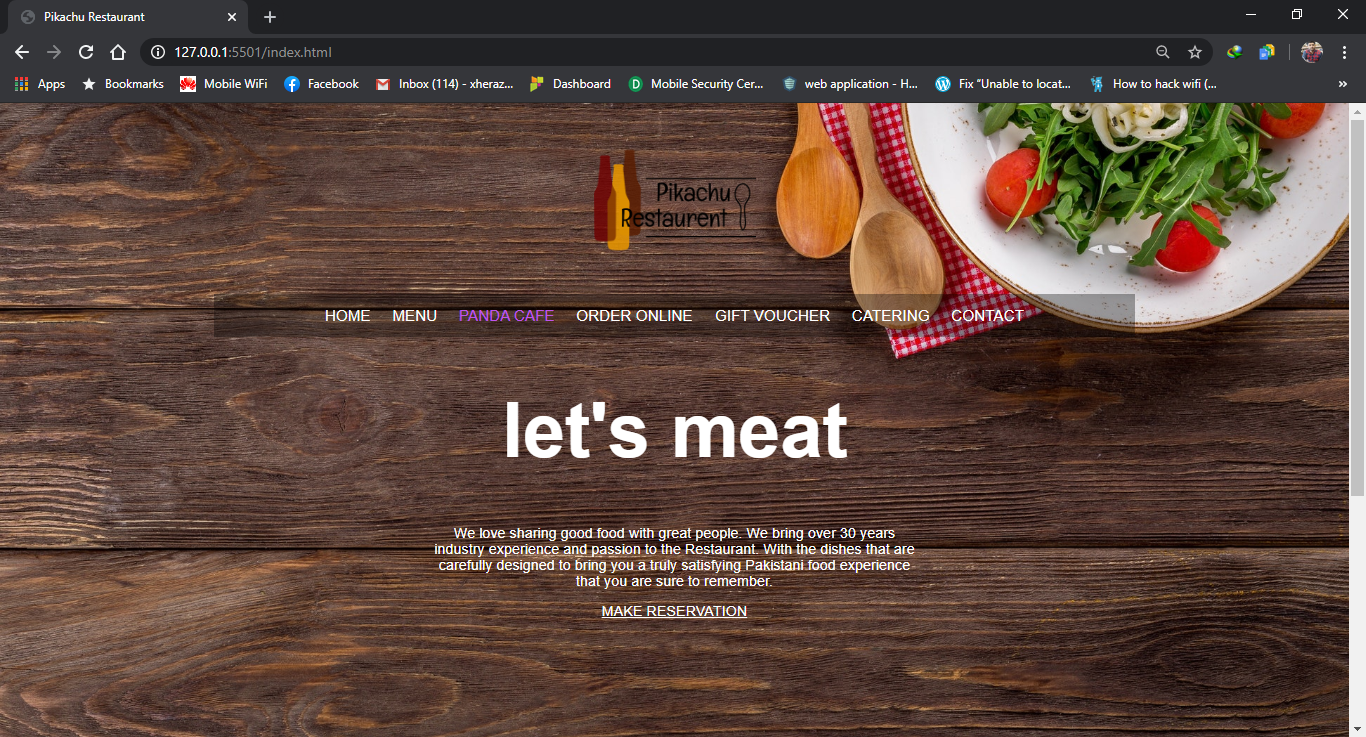 Pikachu Restaurant
127.0.0.1:5501/index.html
Apps Bookmarks Mobile WiFi Facebook Inbox (114) - xheraz... Dashboard Mobile Security Cer... web application - H... Fix “Unable to locat... How to hack wifi (... »
Pikachu
Restaurent
HOME MENU PANDA CAFE ORDER ONLINE GIFT VOUCHER CATERING CONTACT
let's meat
We love sharing good food with great people. We bring over 30 years
industry experience and passion to the Restaurant. With the dishes that are
carefully designed to bring you a truly satisfying Pakistani food experience
that you are sure to remember.
MAKE RESERVATION